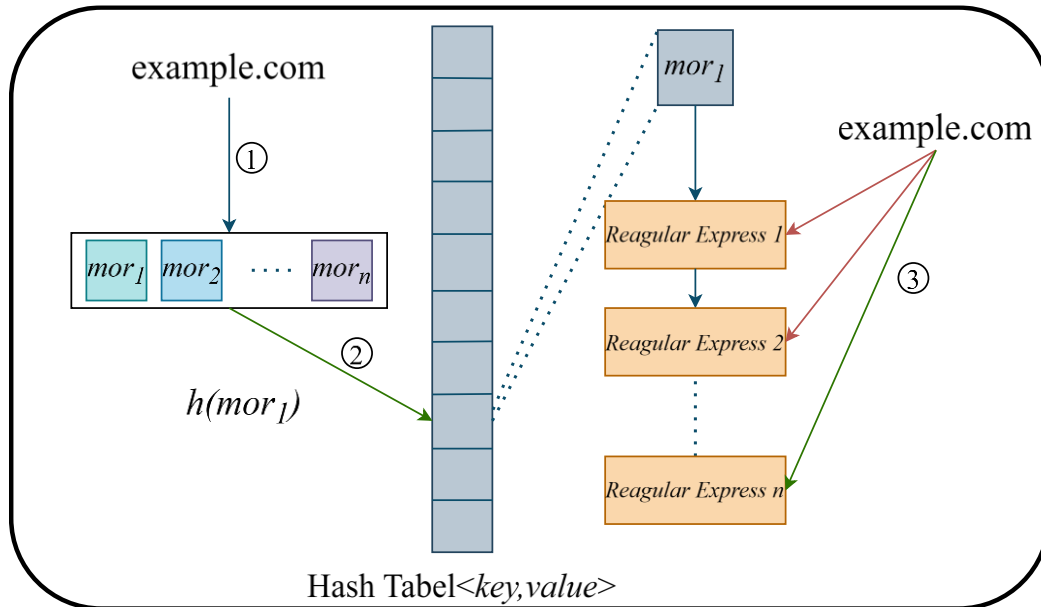 example.com
①
mor₁ mor₂ ····· morₙ
②
h(mor₁)
Hash Tabel<key,value>
mor₁
example.com
Reagular Express 1
③
Reagular Express 2
Reagular Express n